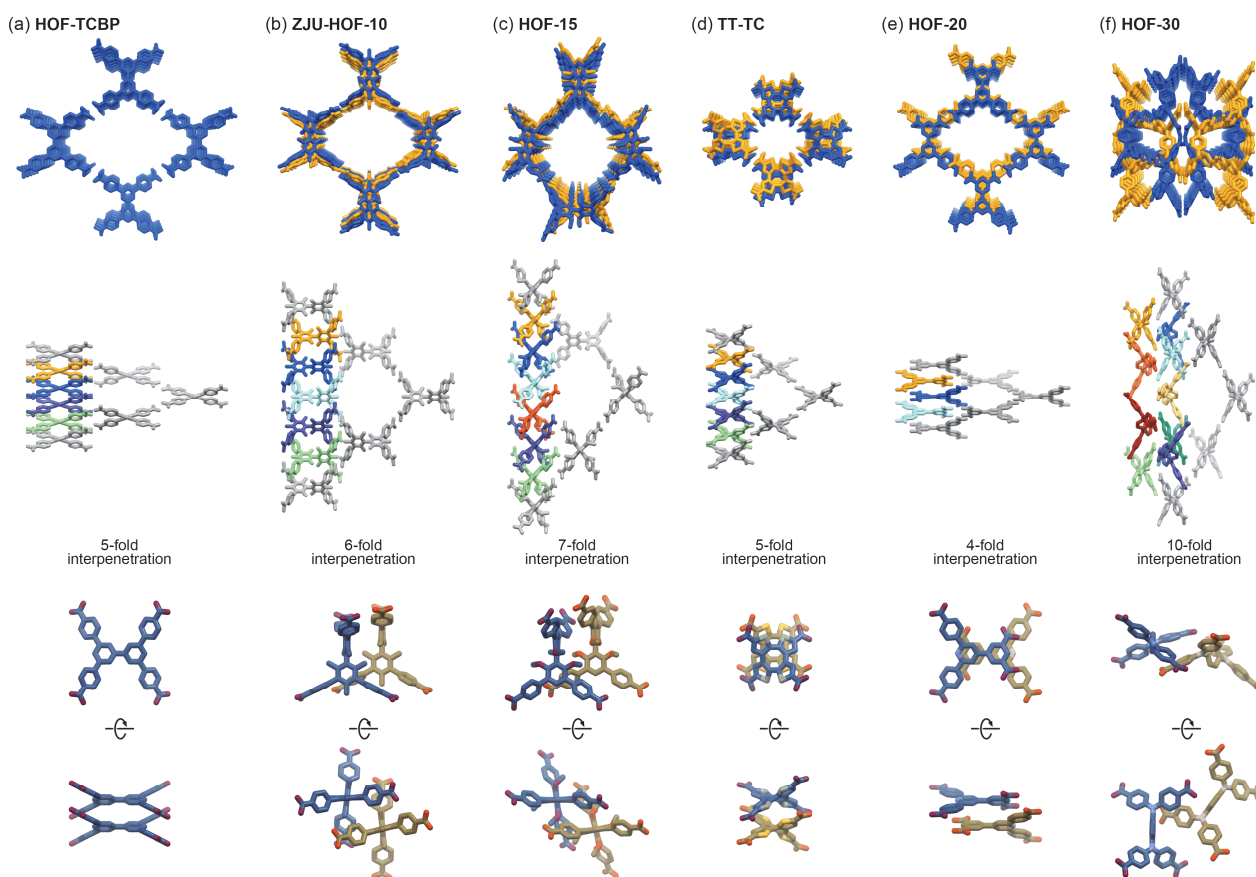 (a) HOF-TCBP
(b) ZJU-HOF-10
(c) HOF-15
(d) TT-TC
(e) HOF-20
(f) HOF-30
5-fold
interpenetration
6-fold
interpenetration
7-fold
interpenetration
5-fold
interpenetration
4-fold
interpenetration
10-fold
interpenetration